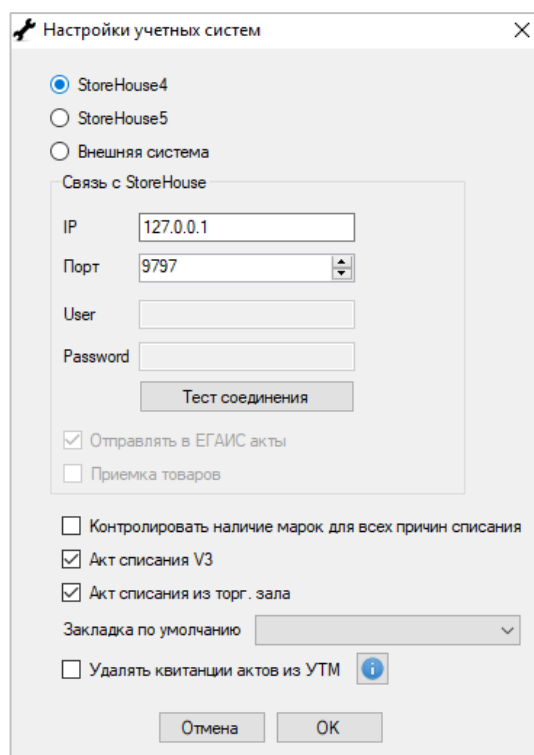 Настройки учетных систем
StoreHouse4
StoreHouse5
Внешняя система
Связь с StoreHouse
IP 127.0.0.1
Порт 9797
User
Password
Тест соединения
Отправлять в ЕГАИС акты
Приемка товаров
Контролировать наличие марок для всех причин списания
Акт списания V3
Акт списания из торг. зала
Закладка по умолчанию
Удалять квитанции актов из УТМ i
Отмена OK